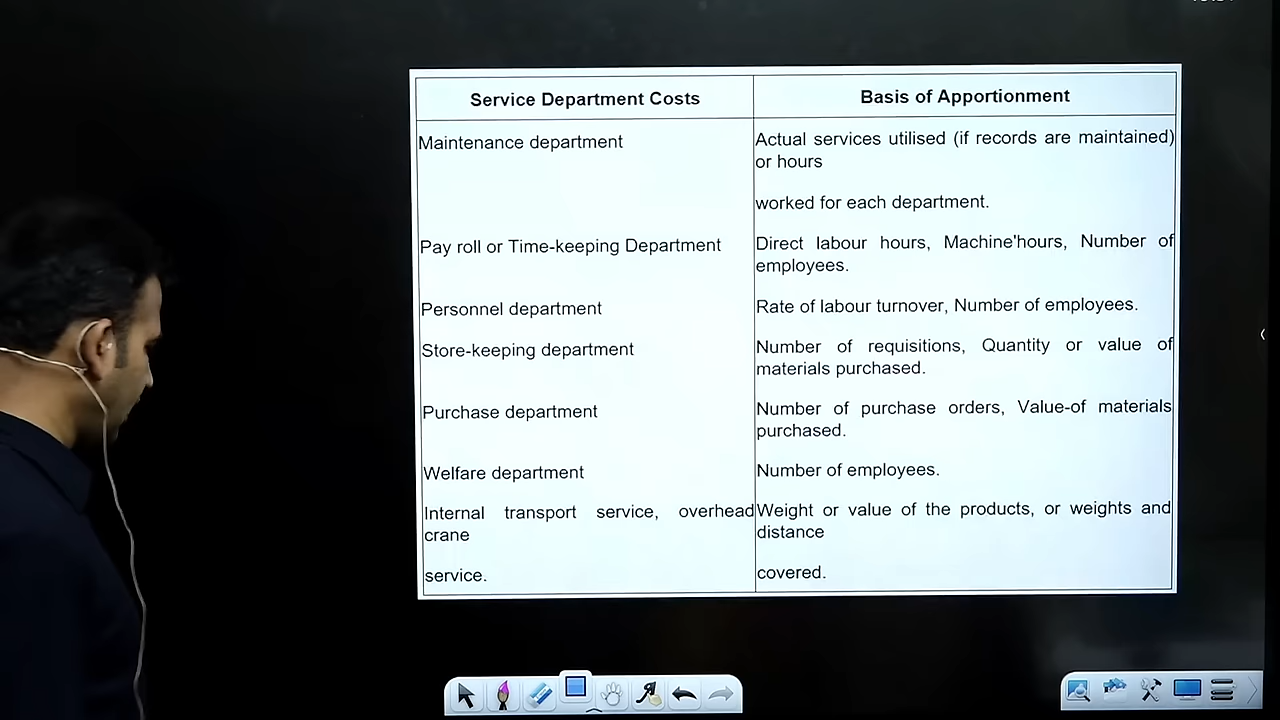 Service Department Costs
Basis of Apportionment
Maintenance department
Actual services utilised (if records are maintained)
or hours
worked for each department.
Pay roll or Time-keeping Department
Direct labour hours, Machine'hours, Number of
employees.
Personnel department
Rate of labour turnover, Number of employees.
Store-keeping department
Number of requisitions, Quantity or value of
materials purchased.
Purchase department
Number of purchase orders, Value-of materials
purchased.
Welfare department
Number of employees.
Internal transport service, overhead
crane
service.
Weight or value of the products, or weights and
distance
covered.